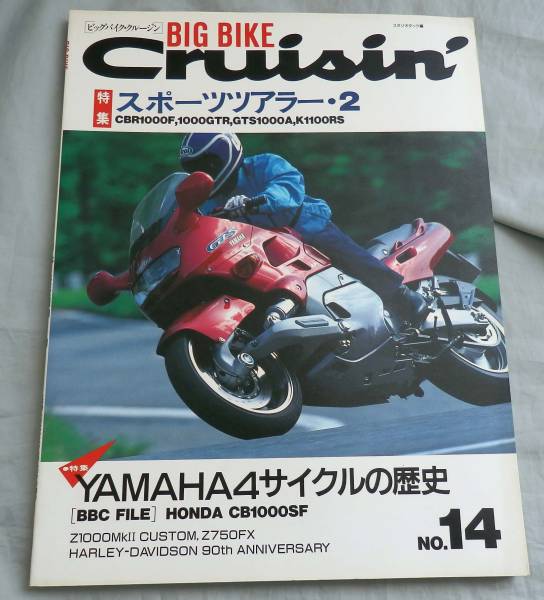 ビッグ・バイク・クルージン
BIG BIKE
Cruisin'
スタジオタック編
特集
スポーツツアラー・2
CBR1000F,1000GTR,GTS1000A,K1100RS
GTS
YAMAHA
●特集
YAMAHA4サイクルの歴史
[BBC FILE] HONDA CB1000SF
Z1000MkII CUSTOM, Z750FX
HARLEY-DAVIDSON 90th ANNIVERSARY
NO.14